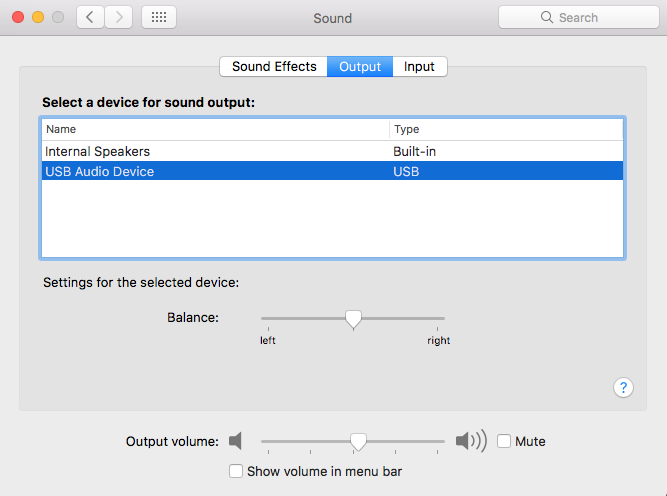 Sound
Search
Sound Effects Output Input
Select a device for sound output:
Name Type
Internal Speakers Built-in
USB Audio Device USB
Settings for the selected device:
Balance:
left right
?
Output volume: Mute
Show volume in menu bar